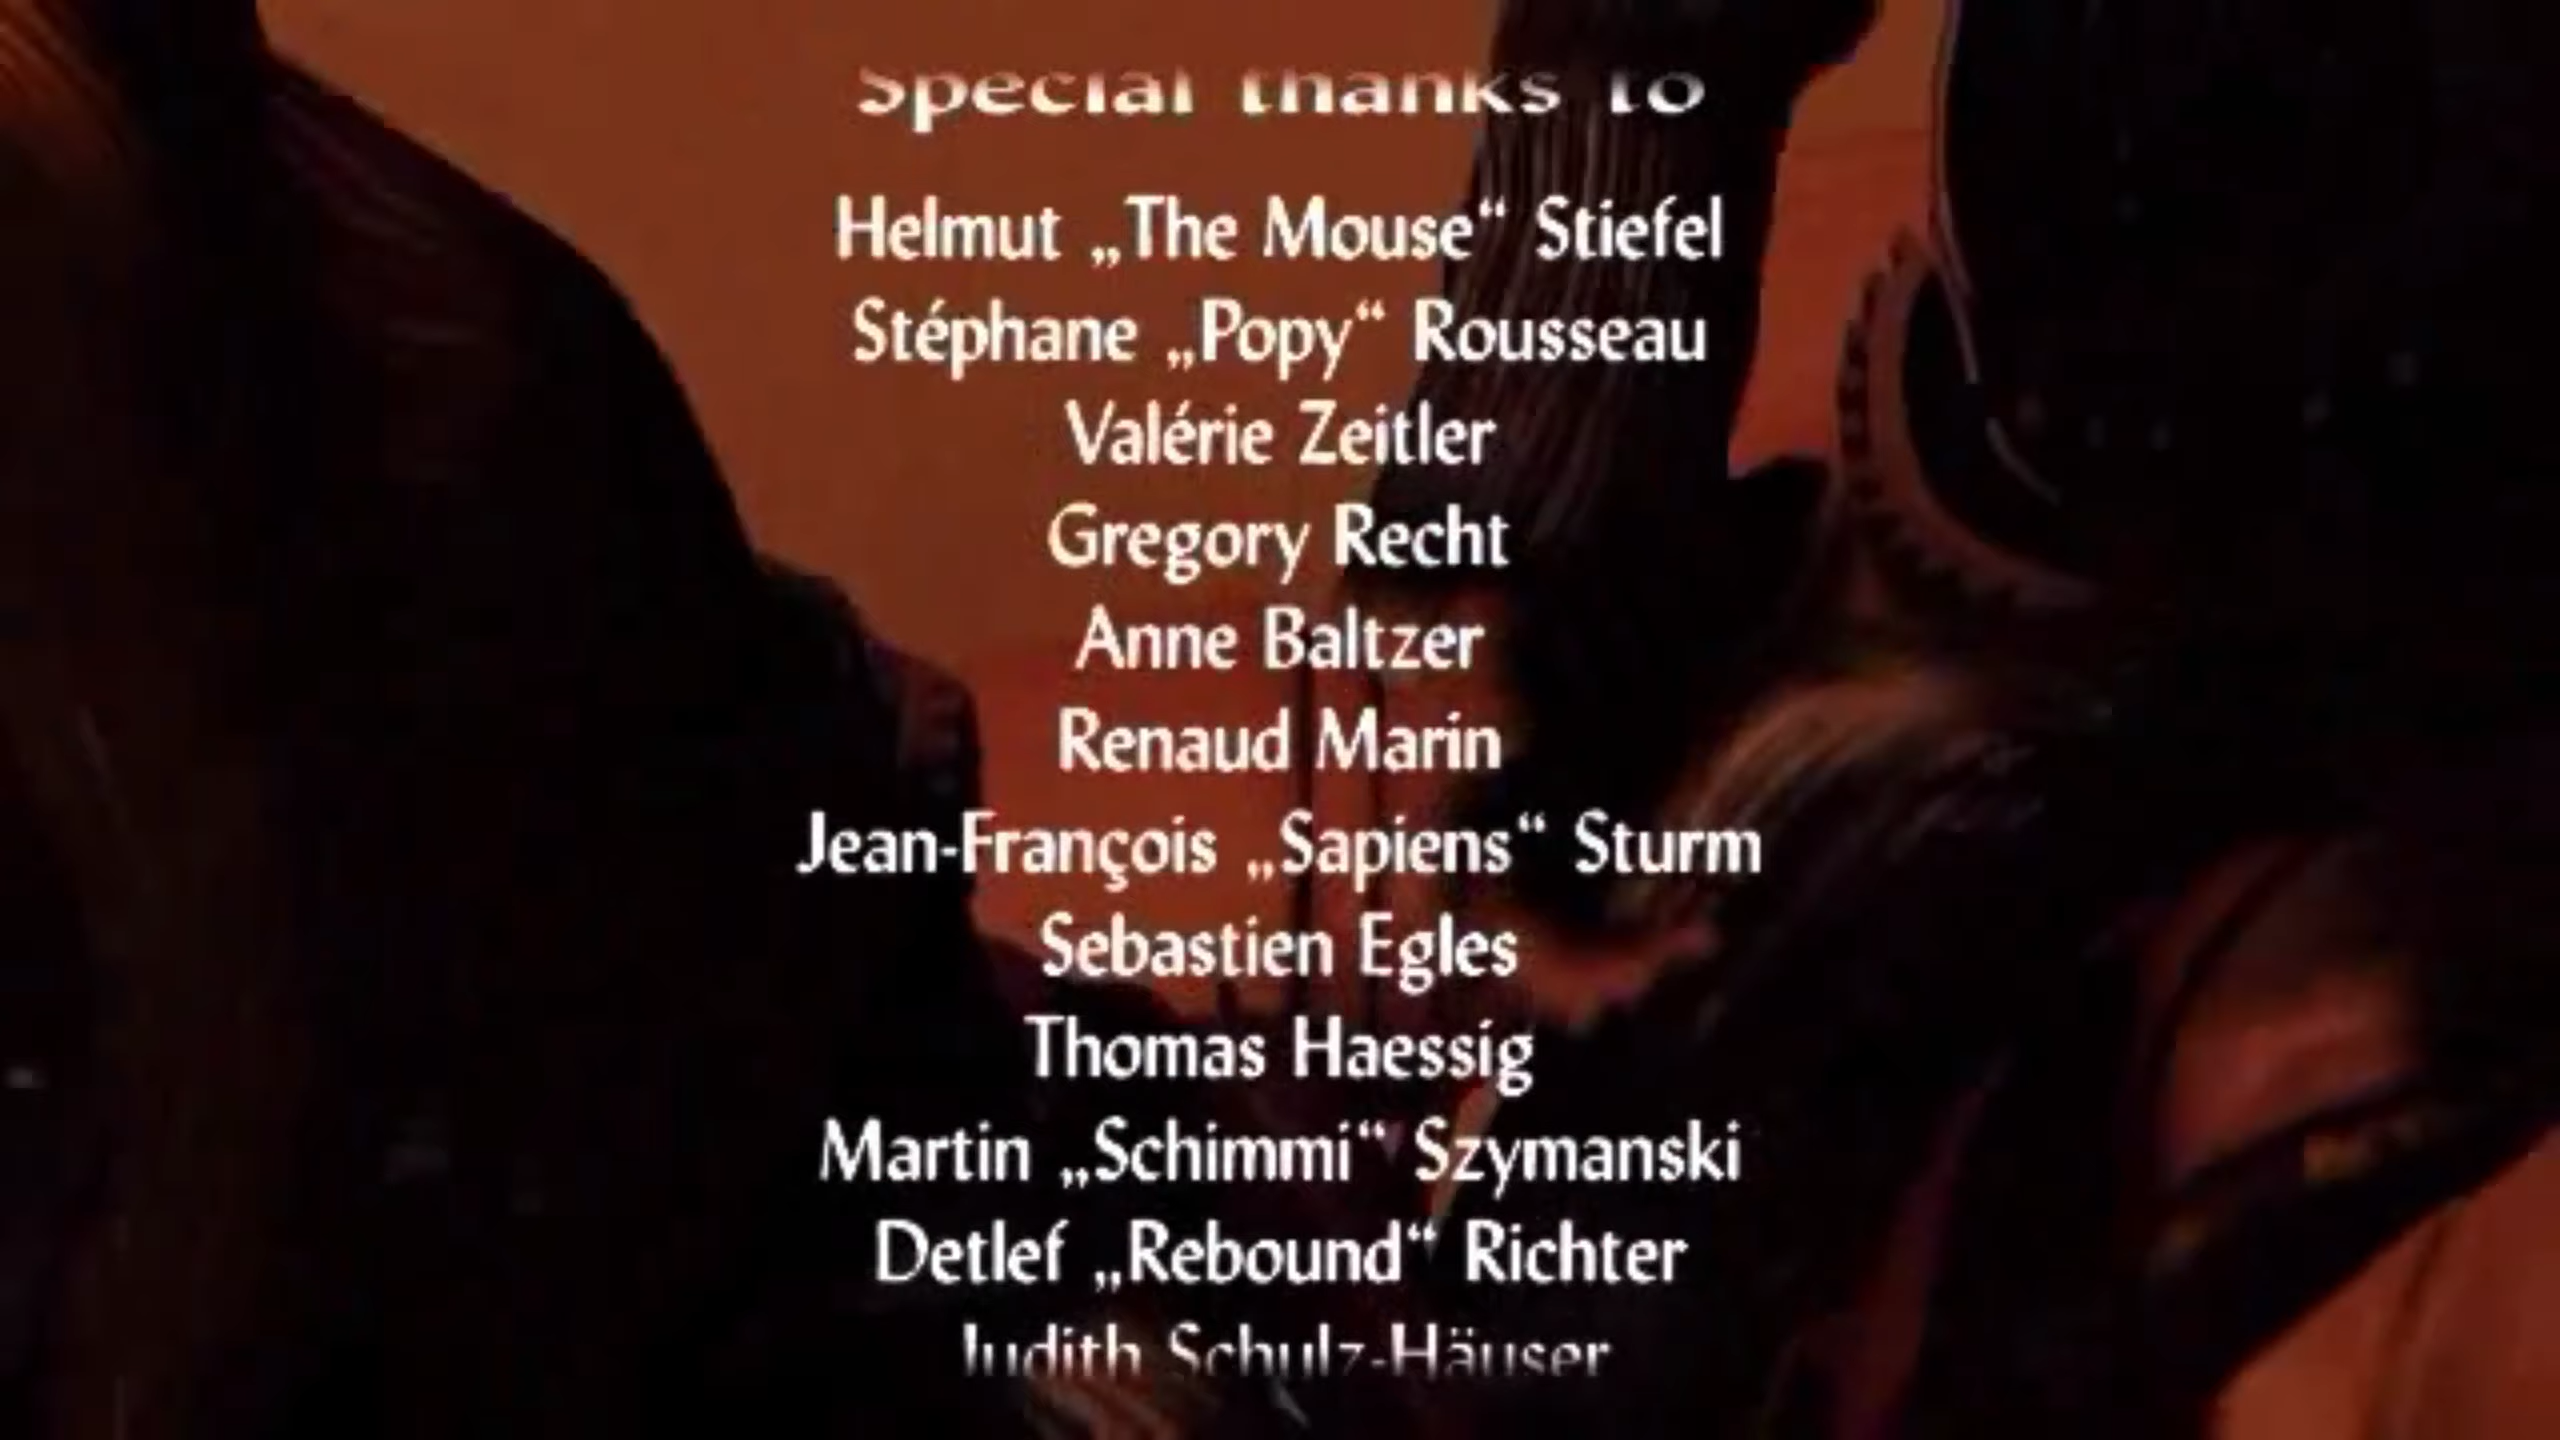 Special thanks to
Helmut „The Mouse“ Stiefel
Stéphane „Popy“ Rousseau
Valérie Zeitler
Gregory Recht
Anne Baltzer
Renaud Marin
Jean-François „Sapiens“ Sturm
Sebastien Egles
Thomas Haessig
Martin „Schimmi“ Szymanski
Detlef „Rebound“ Richter
Judith Schulz-Häuser